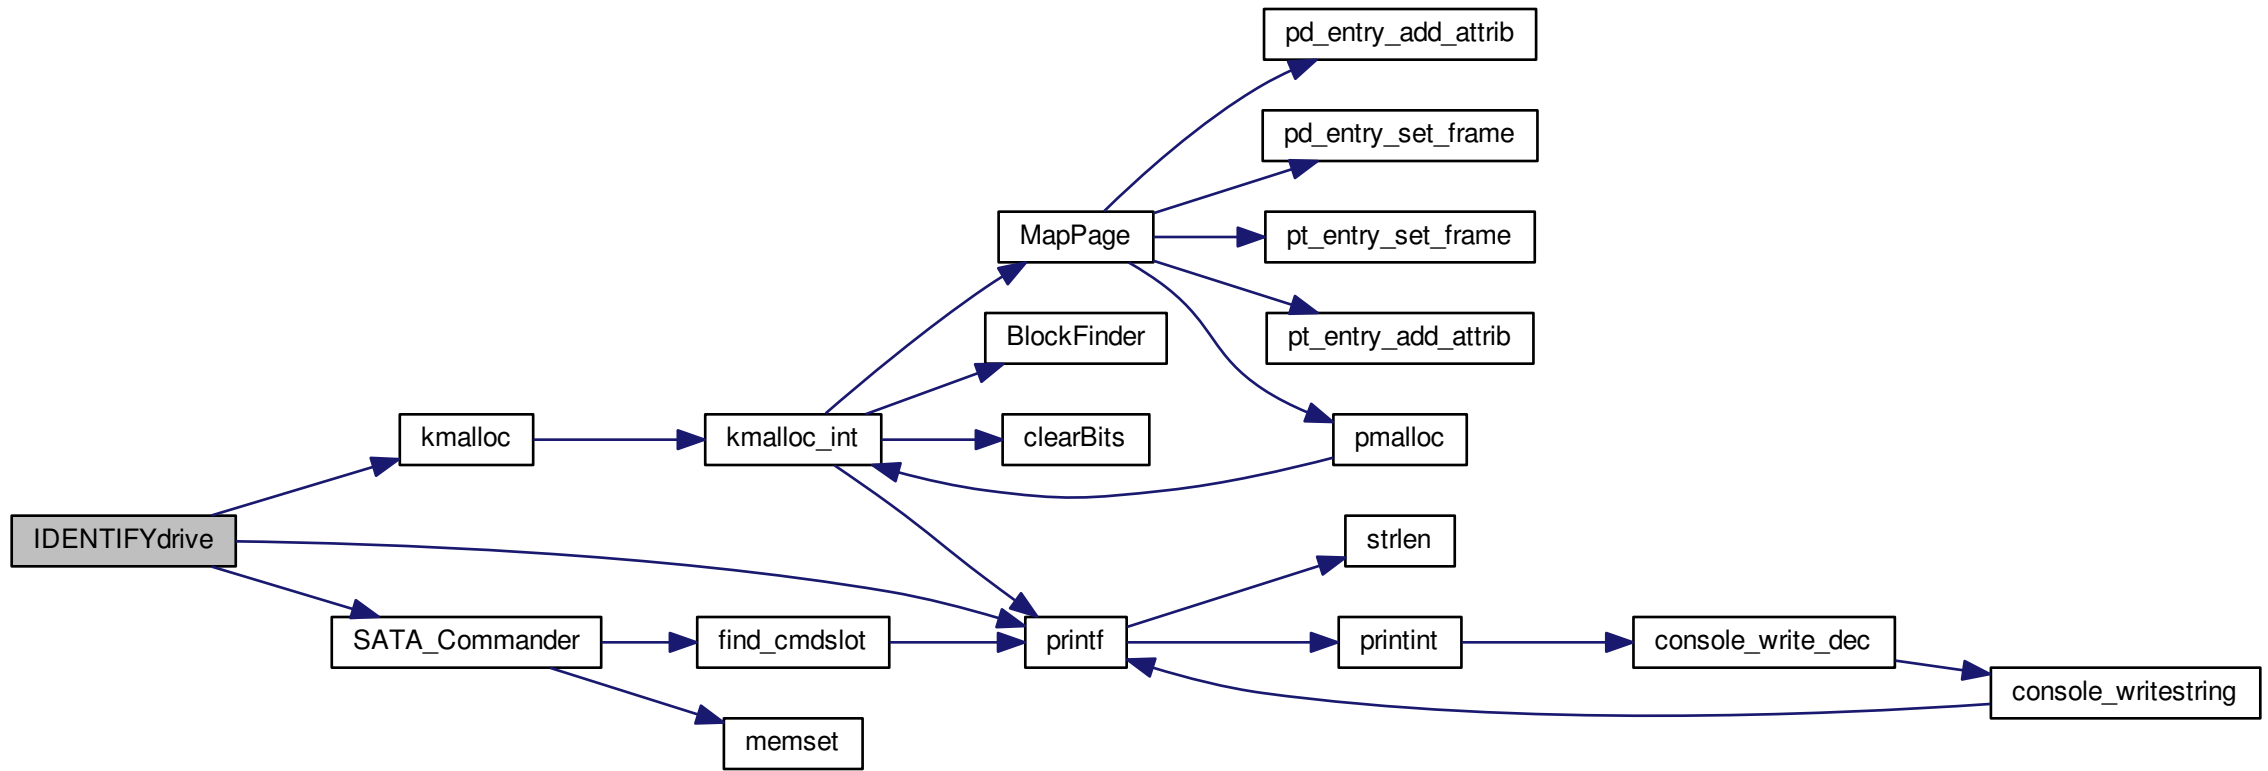 pd_entry_add_attrib
pd_entry_set_frame
MapPage
pt_entry_set_frame
BlockFinder
pt_entry_add_attrib
kmalloc
kmalloc_int
clearBits
pmalloc
IDENTIFYdrive
strlen
SATA_Commander
find_cmdslot
printf
printint
console_write_dec
console_writestring
memset